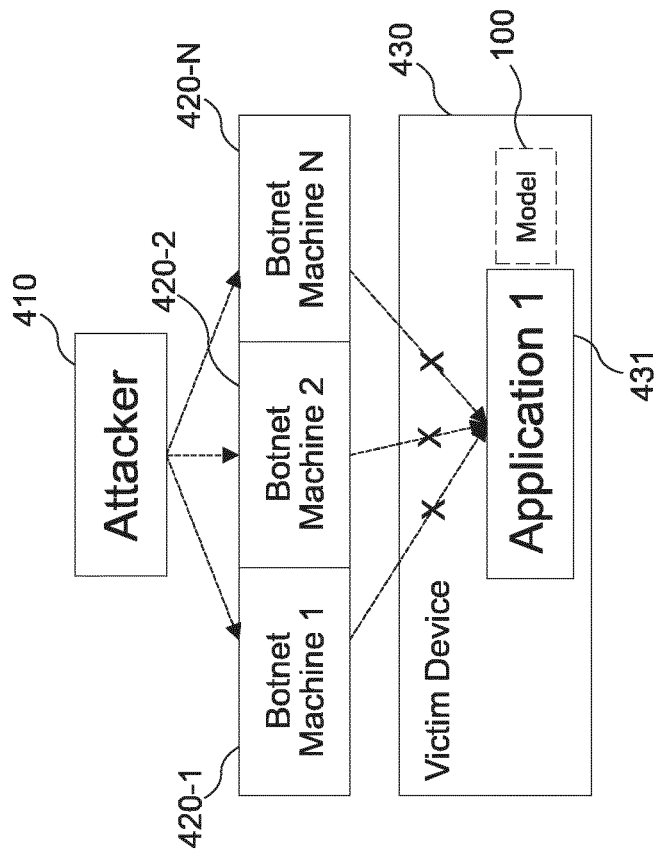 410
Attacker
420-1
420-2
420-N
Botnet
Machine 1
Botnet
Machine 2
Botnet
Machine N
430
Victim Device
X
X
X
Application 1
Model
100
431